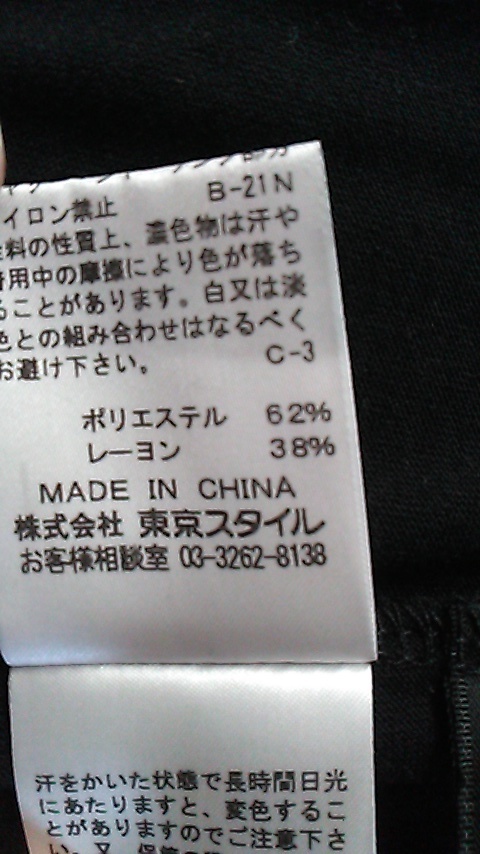 B-21N
イロン禁止
料の性質上、濃色物は汗や
用中の摩擦により色が落ち
ことがあります。白又は淡
色との組み合わせはなるべく
お避け下さい。
C-3
ポリエステル 62%
レーヨン 38%
MADE IN CHINA
株式会社 東京スタイル
お客様相談室 03-3262-8138
汗をかいた状態で長時間日光
にあたりますと、変色するこ
とがありますのでご注意下さ